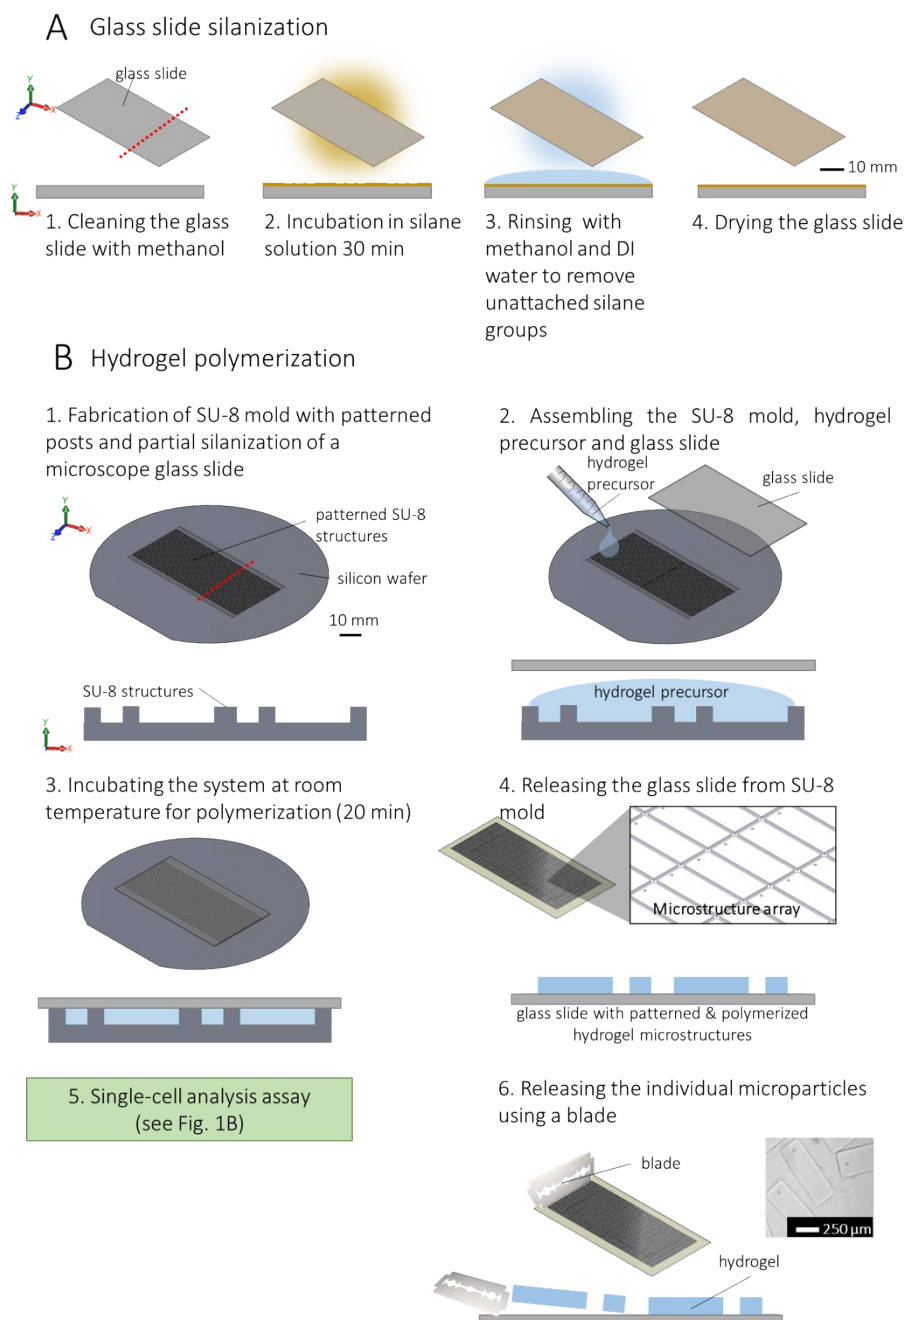 A Glass slide silanization
glass slide
Y
X
Z
10 mm
Y
X
1. Cleaning the glass
slide with methanol
2. Incubation in silane
solution 30 min
3. Rinsing with
methanol and DI
water to remove
unattached silane
groups
4. Drying the glass slide
B Hydrogel polymerization
1. Fabrication of SU-8 mold with patterned
posts and partial silanization of a
microscope glass slide
Y
X
Z
patterned SU-8
structures
silicon wafer
10 mm
SU-8 structures
Y
X
2. Assembling the SU-8 mold, hydrogel
precursor and glass slide
hydrogel
precursor
glass slide
hydrogel precursor
3. Incubating the system at room
temperature for polymerization (20 min)
4. Releasing the glass slide from SU-8
mold
Microstructure array
glass slide with patterned & polymerized
hydrogel microstructures
5. Single-cell analysis assay
(see Fig. 1B)
6. Releasing the individual microparticles
using a blade
blade
250 µm
hydrogel